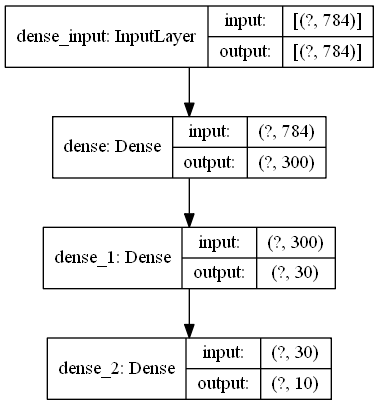 dense_input: InputLayer
input: [(?, 784)]
output: [(?, 784)]
dense: Dense
input: (?, 784)
output: (?, 300)
dense_1: Dense
input: (?, 300)
output: (?, 30)
dense_2: Dense
input: (?, 30)
output: (?, 10)